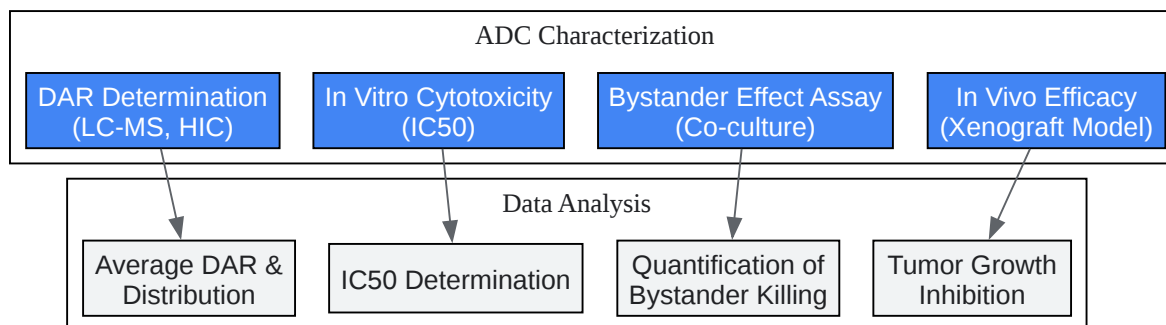 ADC Characterization
DAR Determination
(LC-MS, HIC)
In Vitro Cytotoxicity
(IC50)
Bystander Effect Assay
(Co-culture)
In Vivo Efficacy
(Xenograft Model)
Data Analysis
Average DAR &
Distribution
IC50 Determination
Quantification of
Bystander Killing
Tumor Growth
Inhibition